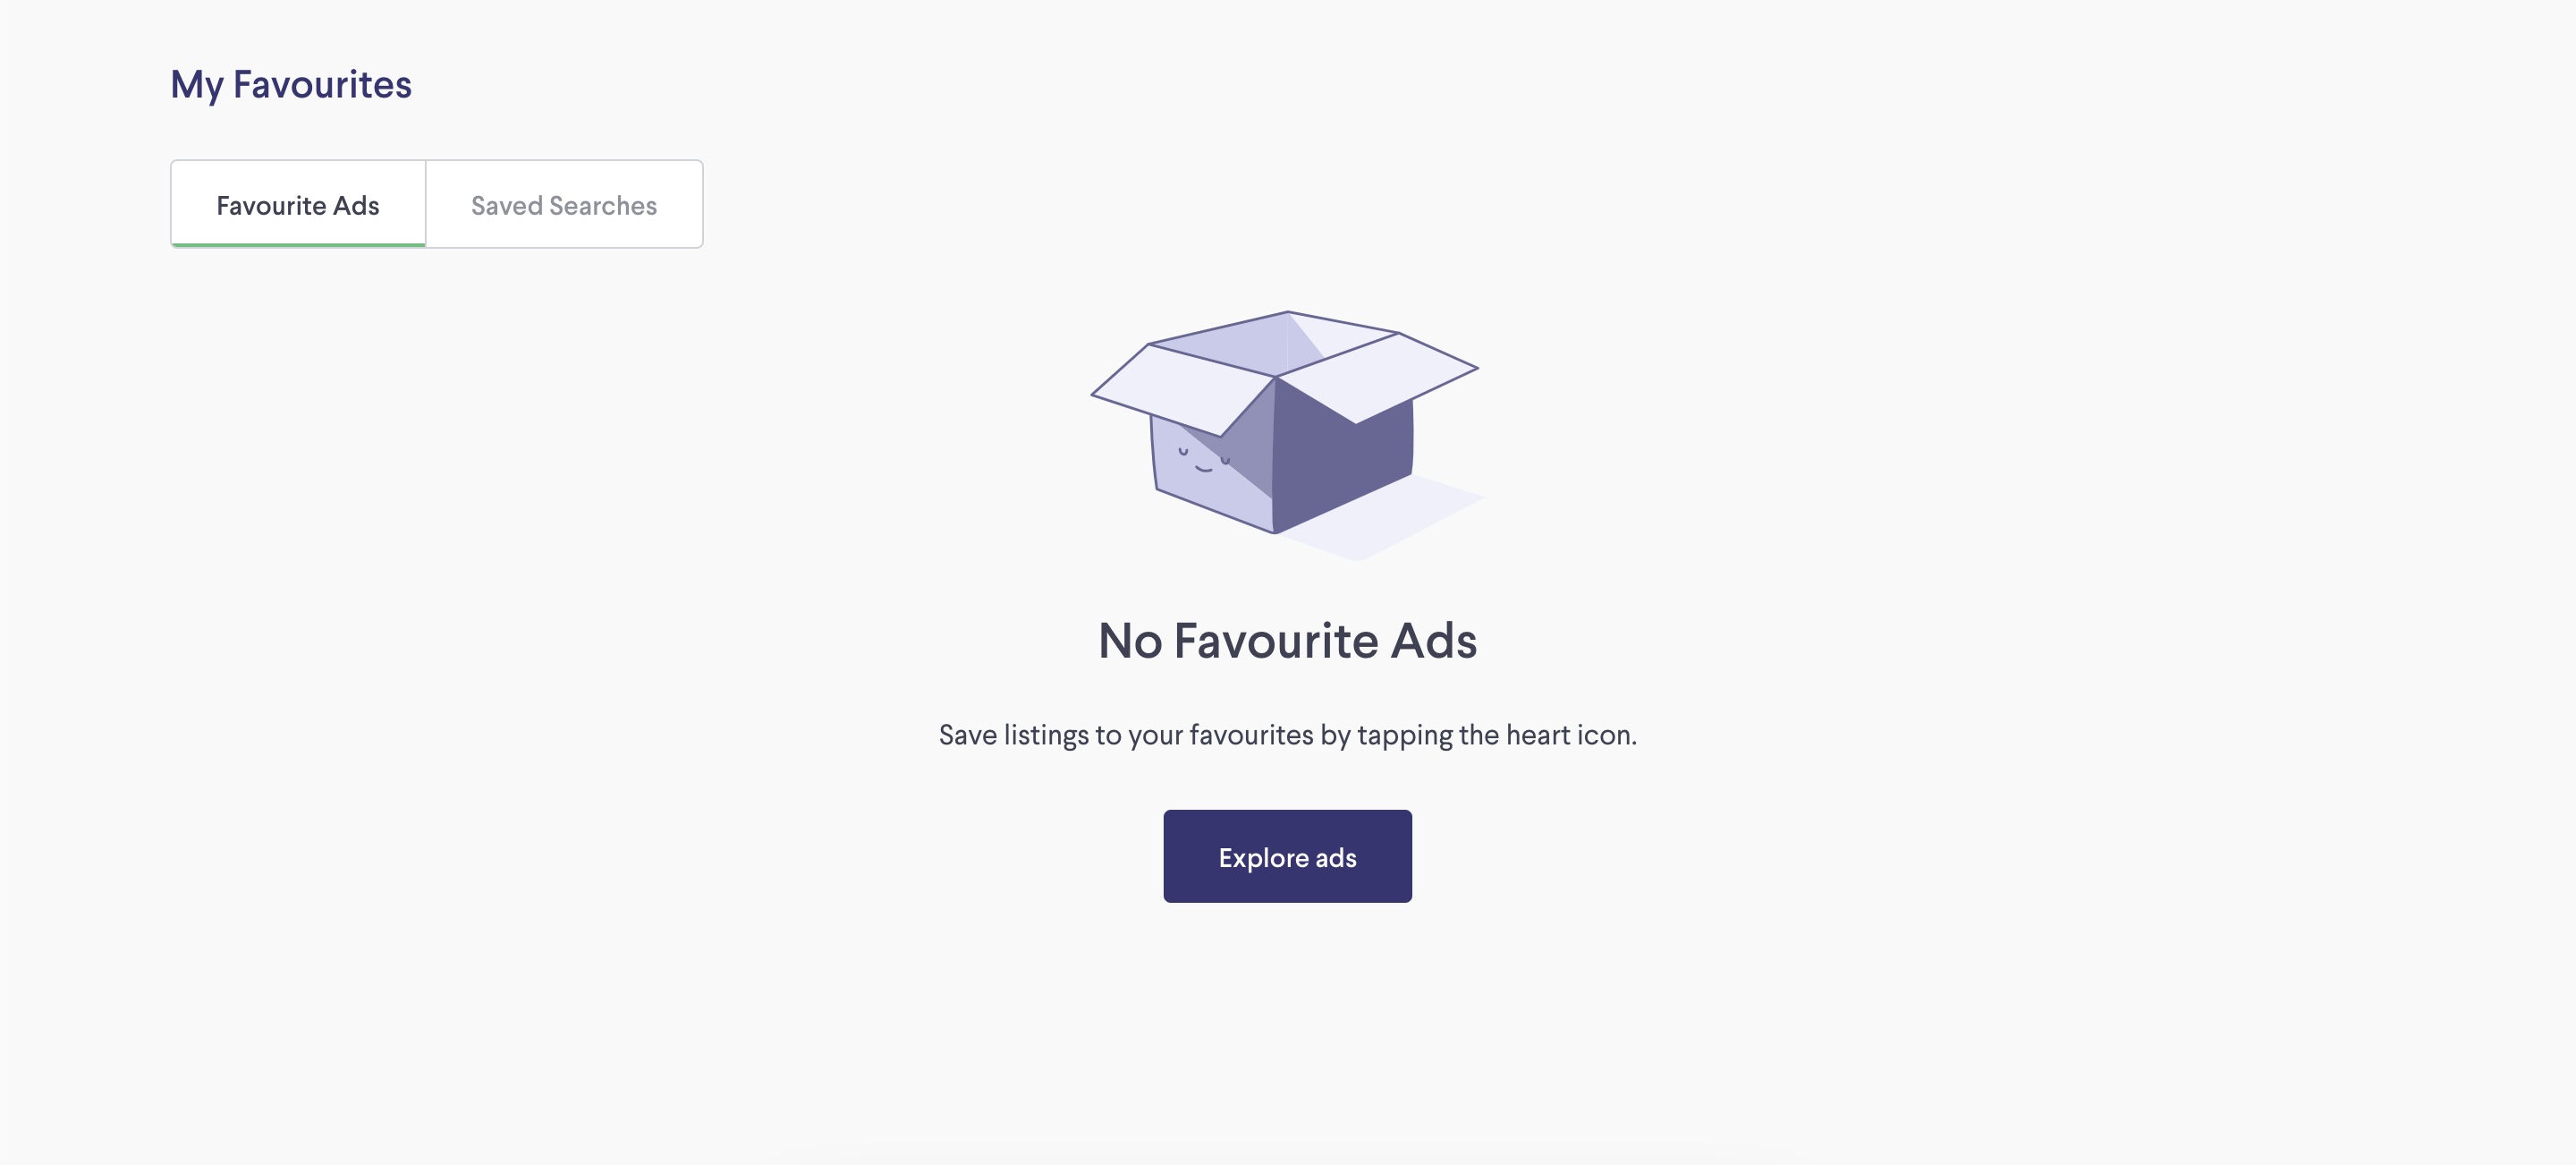 My Favourites
Favourite Ads
Saved Searches
No Favourite Ads
Save listings to your favourites by tapping the heart icon.
Explore ads